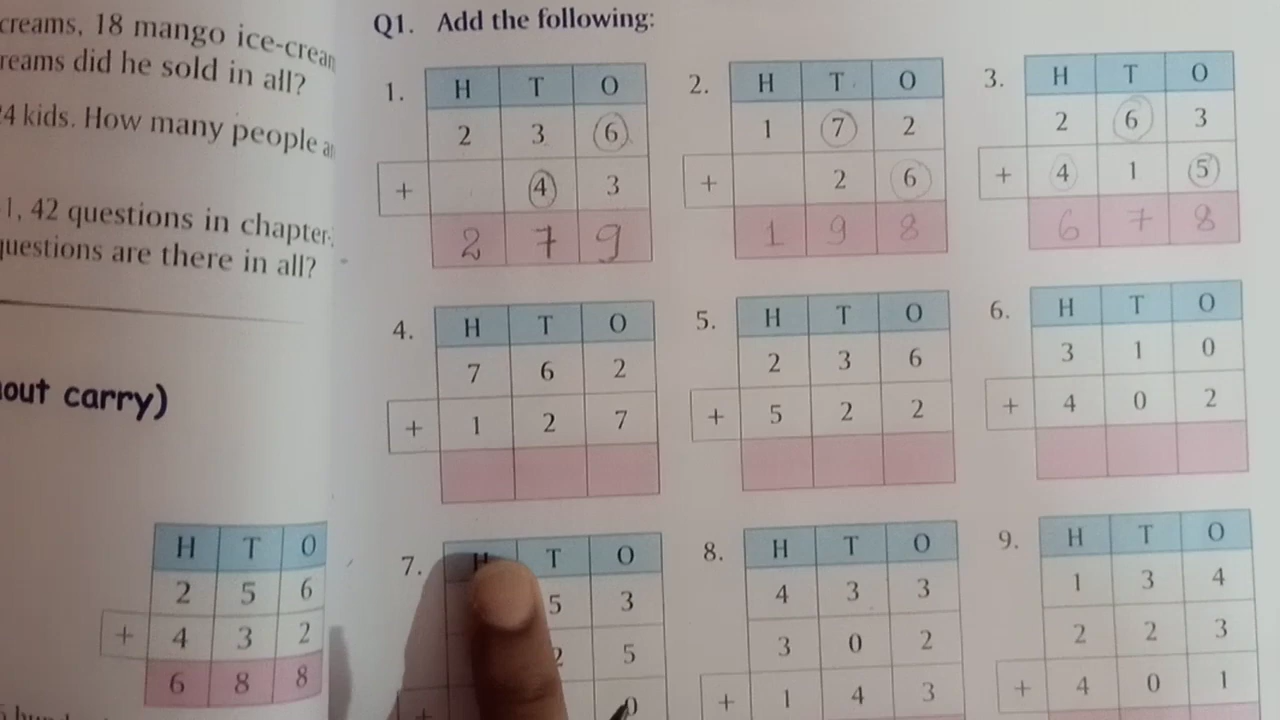 creams, 18 mango ice-crea
reams did he sold in all?
24 kids. How many people
1, 42 questions in chapter-
questions are there in all?
out carry)
H T O
2 5 6
+ 4 3 2
6 8 8
Q1. Add the following:
1. H T O
2 3 6
+ 4 3
2 7 9
2. H T O
1 7 2
+ 2 6
1 9 8
3. H T O
2 6 3
+ 4 1 5
6 7 8
4. H T O
7 6 2
+ 1 2 7
5. H T O
2 3 6
+ 5 2 2
6. H T O
3 1 0
+ 4 0 2
7. H T O
5 3
2 5
+ 0
8. H T O
4 3 3
3 0 2
+ 1 4 3
9. H T O
1 3 4
2 2 3
+ 4 0 1